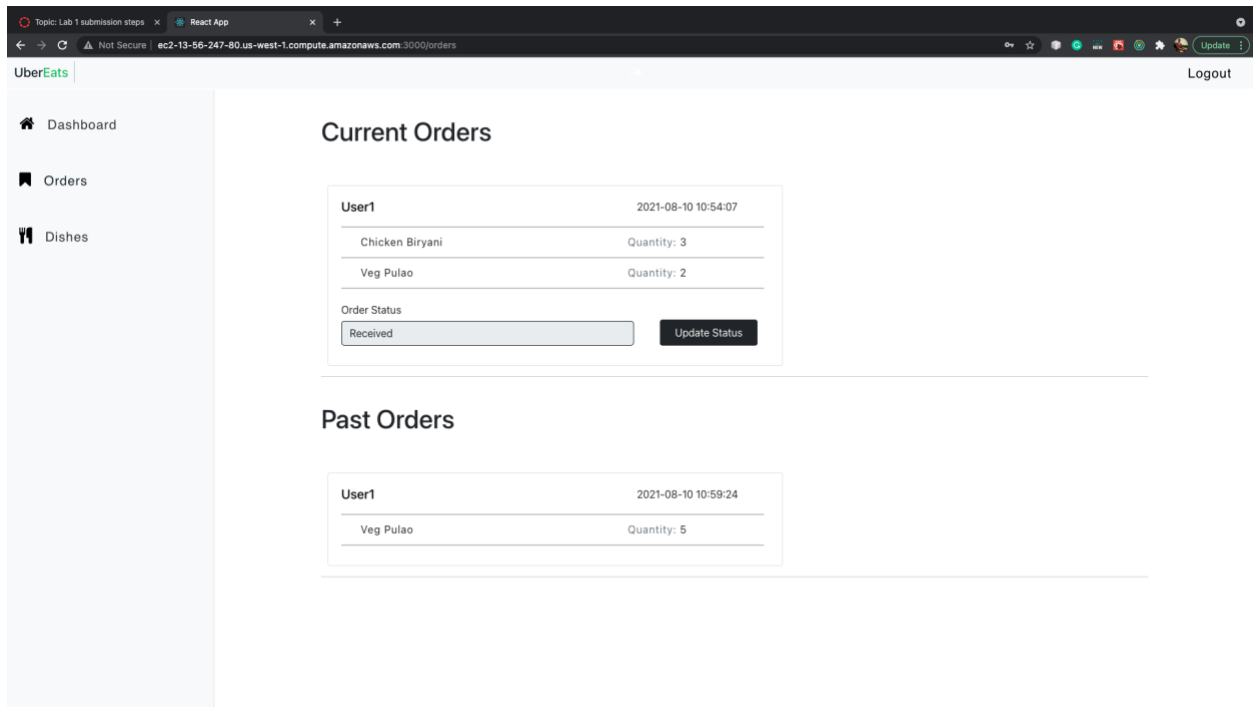 Topic: Lab 1 submission steps
React App
Not Secure ec2-13-56-247-80.us-west-1.compute.amazonaws.com:3000/orders
Update
UberEats
Logout
Dashboard
Orders
Dishes
Current Orders
User1 2021-08-10 10:54:07
Chicken Biryani Quantity: 3
Veg Pulao Quantity: 2
Order Status
Received Update Status
Past Orders
User1 2021-08-10 10:59:24
Veg Pulao Quantity: 5